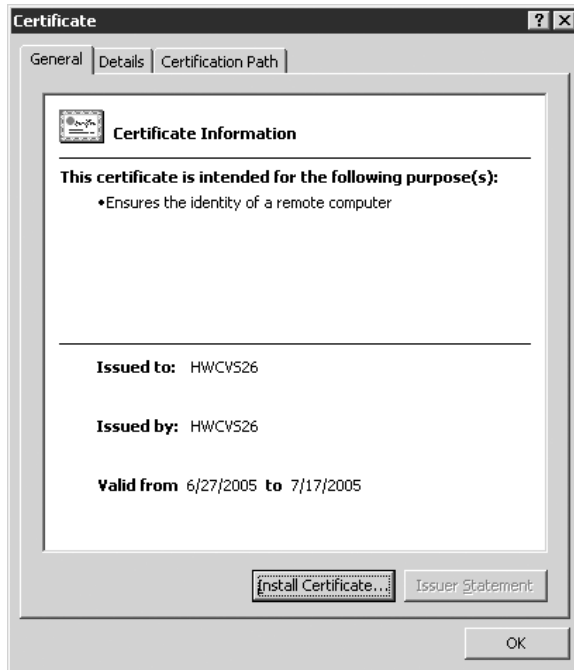 Certificate
General Details Certification Path
Certificate Information
This certificate is intended for the following purpose(s):
•Ensures the identity of a remote computer
Issued to: HWCVS26
Issued by: HWCVS26
Valid from 6/27/2005 to 7/17/2005
Install Certificate... Issuer Statement
OK